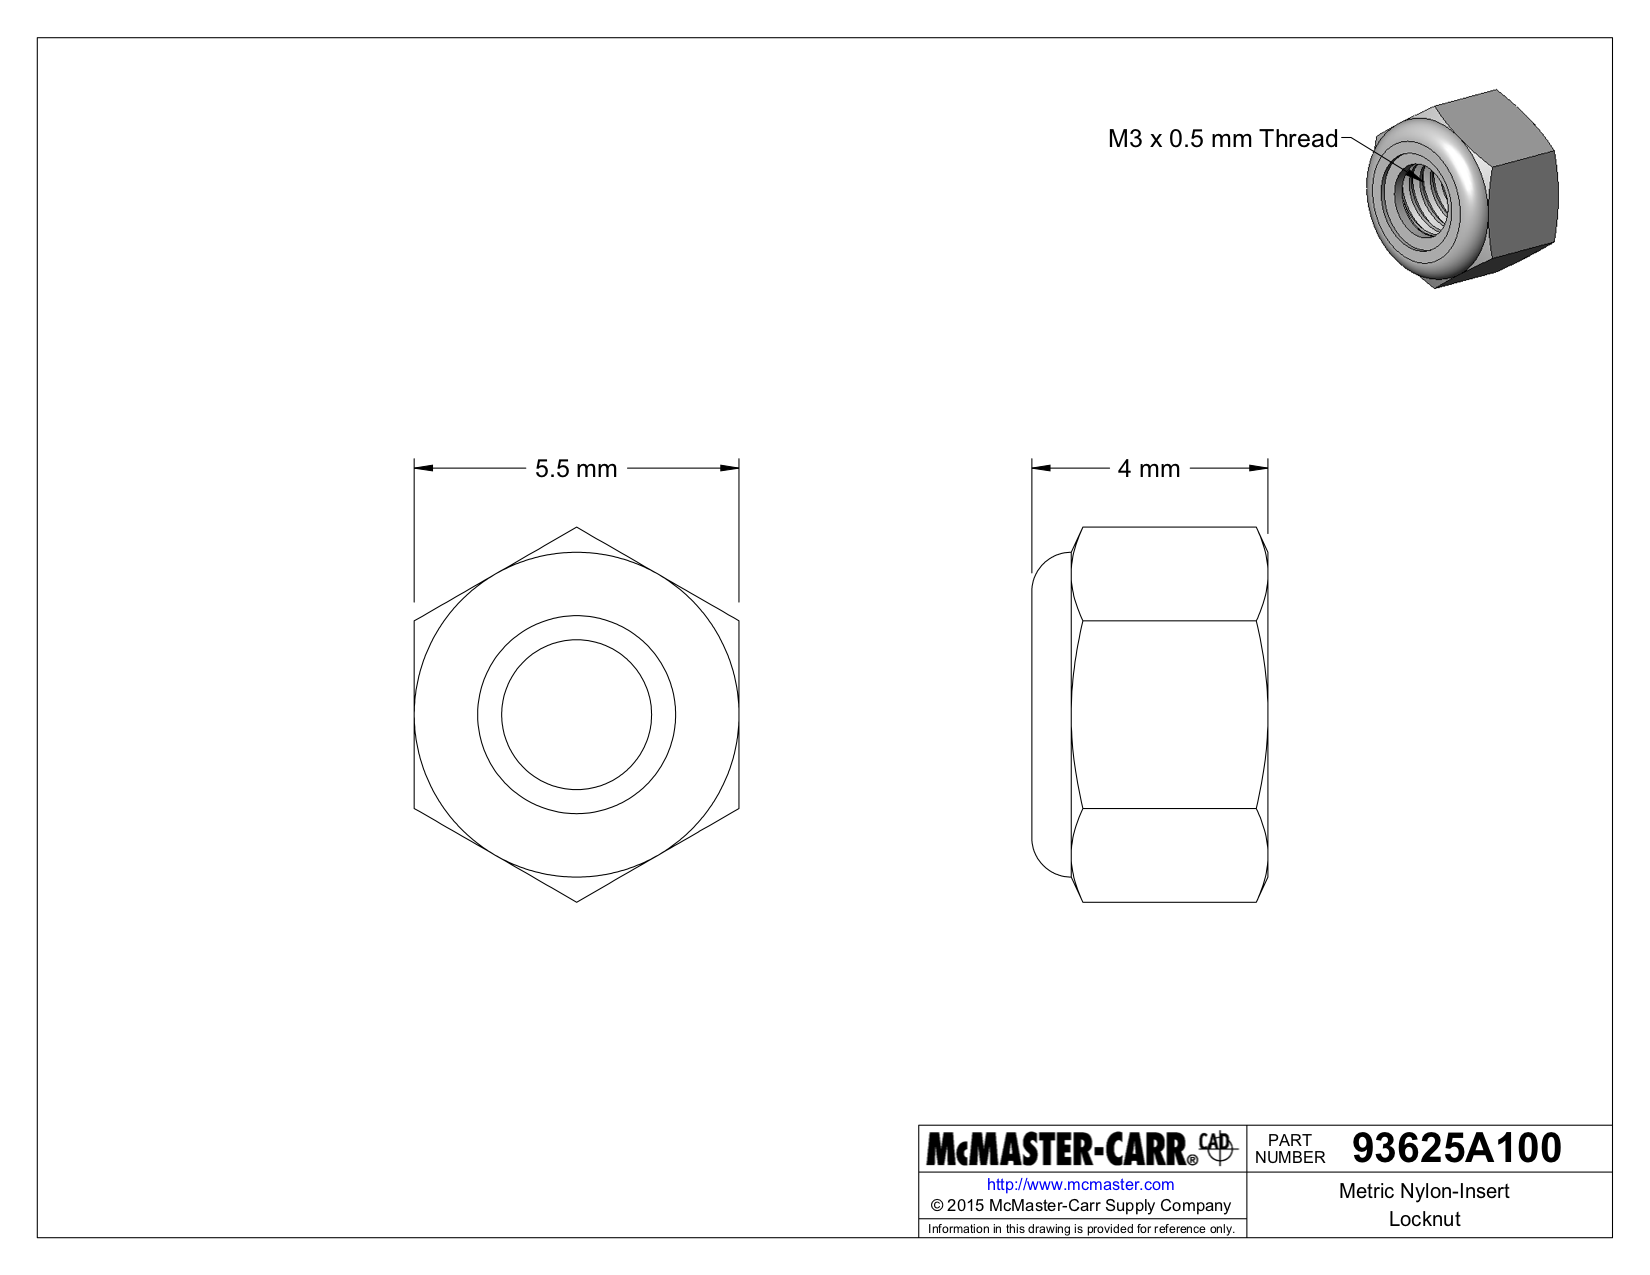 M3 x 0.5 mm Thread
5.5 mm
4 mm
McMASTER-CARR® CAD
http://www.mcmaster.com
© 2015 McMaster-Carr Supply Company
Information in this drawing is provided for reference only.
PART
NUMBER
93625A100
Metric Nylon-Insert
Locknut